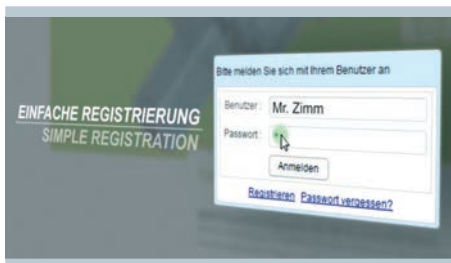 EINFACHE REGISTRIERUNG
SIMPLE REGISTRATION
Bitte melden Sie sich mit Ihrem Benutzer an
Benutzer: Mr. Zimm
Passwort:
Anmelden
Registrieren Passwort vergessen?